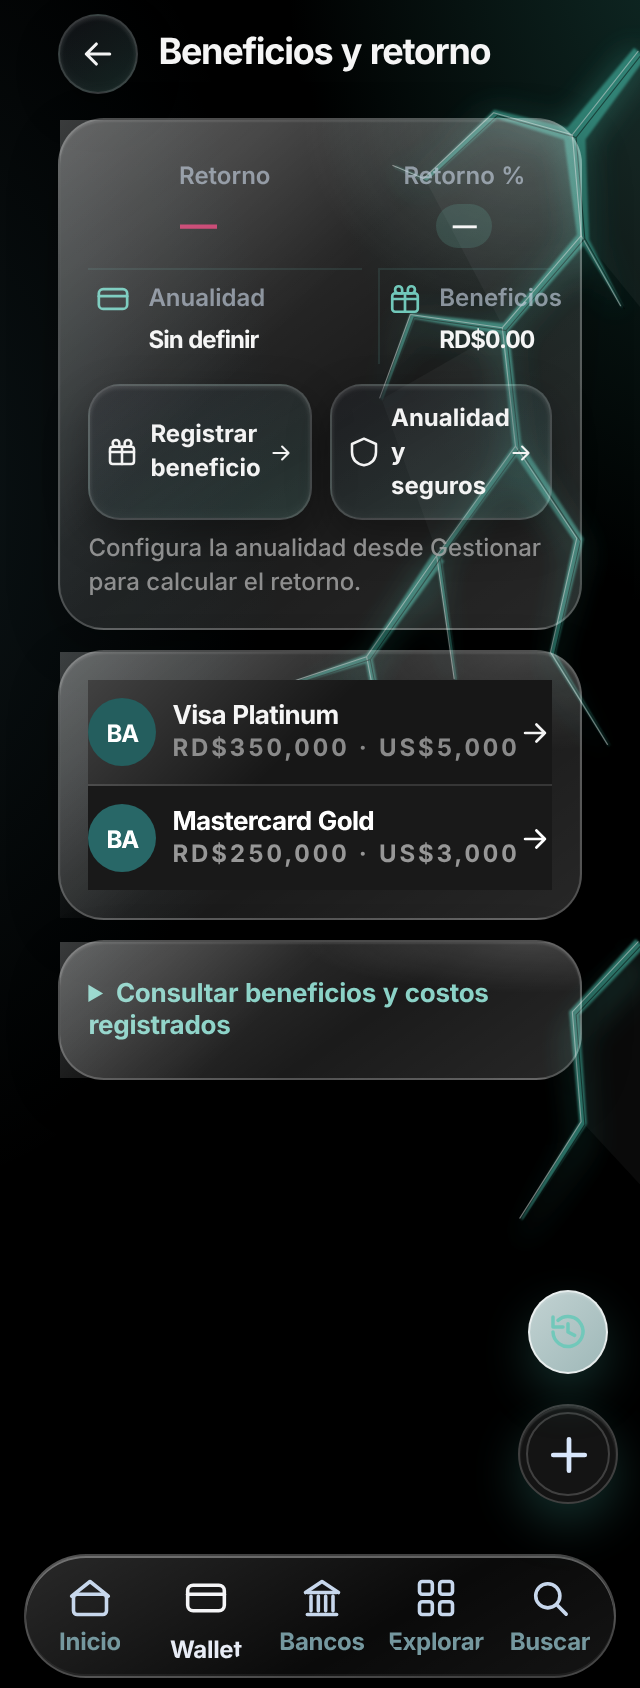 Beneficios y retorno
Retorno
Retorno %
—
—
Anualidad
Sin definir
Beneficios
RD$0.00
Registrar
beneficio
Anualidad
y
seguros
Configura la anualidad desde Gestionar
para calcular el retorno.
BA
Visa Platinum
RD$350,000 · US$5,000
BA
Mastercard Gold
RD$250,000 · US$3,000
Consultar beneficios y costos
registrados
Inicio
Wallet
Bancos
Explorar
Buscar